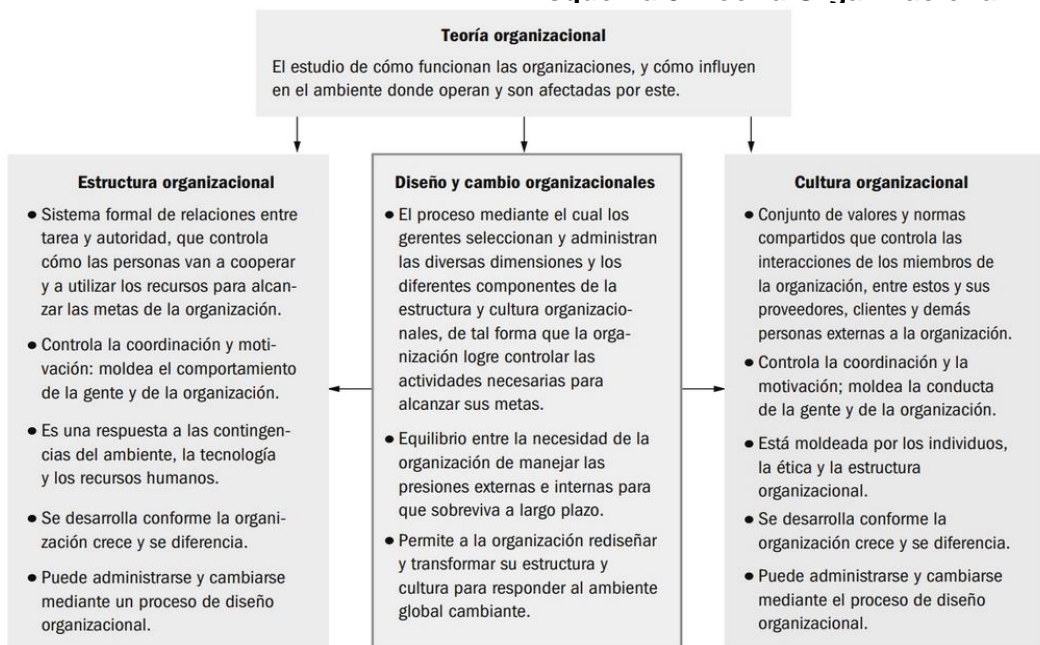 Teoría organizacional
El estudio de cómo funcionan las organizaciones, y cómo influyen
en el ambiente donde operan y son afectadas por este.
Estructura organizacional
● Sistema formal de relaciones entre
tarea y autoridad, que controla
cómo las personas van a cooperar
y a utilizar los recursos para alcan-
zar las metas de la organización.
● Controla la coordinación y moti-
vación: moldea el comportamiento
de la gente y de la organización.
● Es una respuesta a las contingen-
cias del ambiente, la tecnología
y los recursos humanos.
● Se desarrolla conforme la organi-
zación crece y se diferencia.
● Puede administrarse y cambiarse
mediante un proceso de diseño
organizacional.
Diseño y cambio organizacionales
● El proceso mediante el cual los
gerentes seleccionan y administran
las diversas dimensiones y los
diferentes componentes de la
estructura y cultura organizacio-
nales, de tal forma que la orga-
nización logre controlar las
actividades necesarias para
alcanzar sus metas.
● Equilibrio entre la necesidad de la
organización de manejar las
presiones externas e internas para
que sobreviva a largo plazo.
● Permite a la organización rediseñar
y transformar su estructura y
cultura para responder al ambiente
global cambiante.
Cultura organizacional
● Conjunto de valores y normas
compartidos que controla las
interacciones de los miembros de
la organización, entre estos y sus
proveedores, clientes y demás
personas externas a la organización.
● Controla la coordinación y la
motivación; moldea la conducta
de la gente y de la organización.
● Está moldeada por los individuos,
la ética y la estructura
organizacional.
● Se desarrolla conforme la
organización crece y se diferencia.
● Puede administrarse y cambiarse
mediante el proceso de diseño
organizacional.